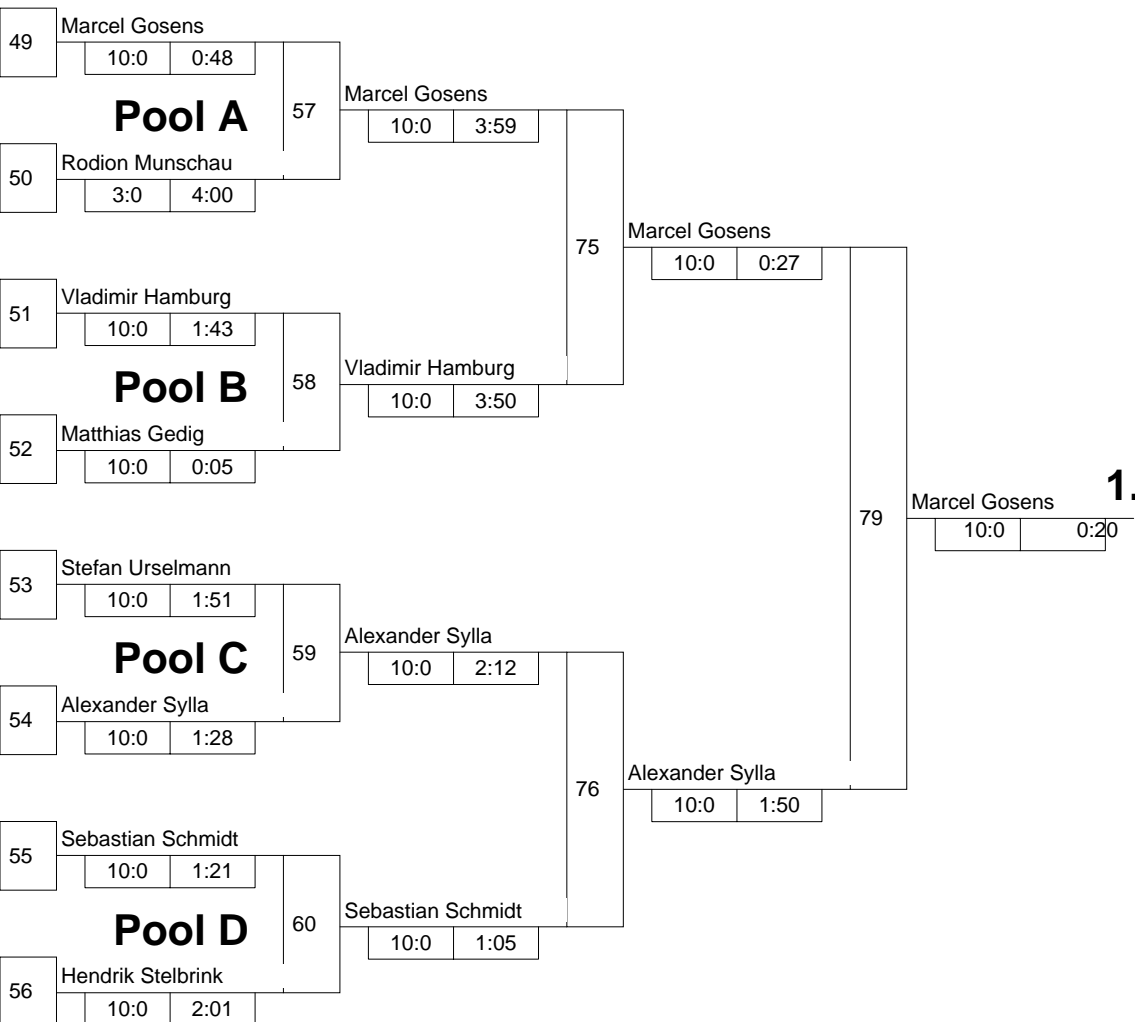 49
Marcel Gosens
10:0 0:48
Pool A
57
Marcel Gosens
10:0 3:59
50
Rodion Munschau
3:0 4:00
75
Marcel Gosens
10:0 0:27
51
Vladimir Hamburg
10:0 1:43
Pool B
58
Vladimir Hamburg
10:0 3:50
52
Matthias Gedig
10:0 0:05
79
Marcel Gosens
1.
10:0 0:20
53
Stefan Urselmann
10:0 1:51
Pool C
59
Alexander Sylla
10:0 2:12
54
Alexander Sylla
10:0 1:28
76
Alexander Sylla
10:0 1:50
55
Sebastian Schmidt
10:0 1:21
Pool D
60
Sebastian Schmidt
10:0 1:05
56
Hendrik Stelbrink
10:0 2:01